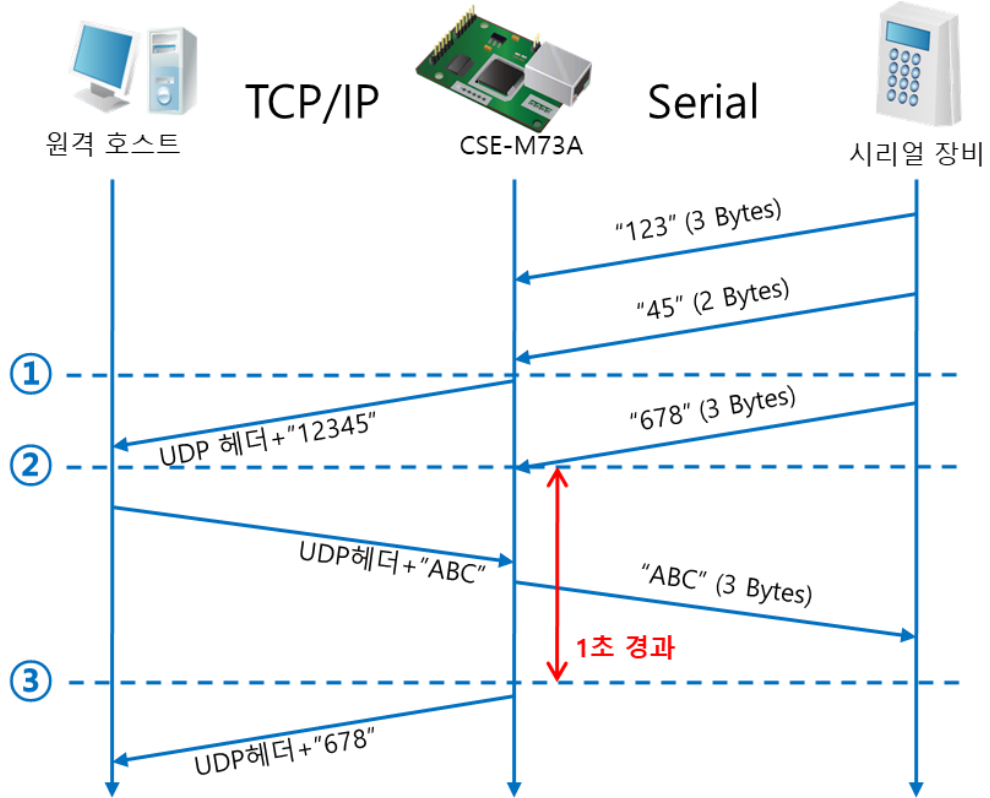 TCP/IP
Serial
원격 호스트
CSE-M73A
시리얼 장비
“123” (3 Bytes)
“45” (2 Bytes)
①
UDP 헤더+”12345”
“678” (3 Bytes)
②
UDP헤더+”ABC”
“ABC” (3 Bytes)
1초 경과
③
UDP헤더+”678”